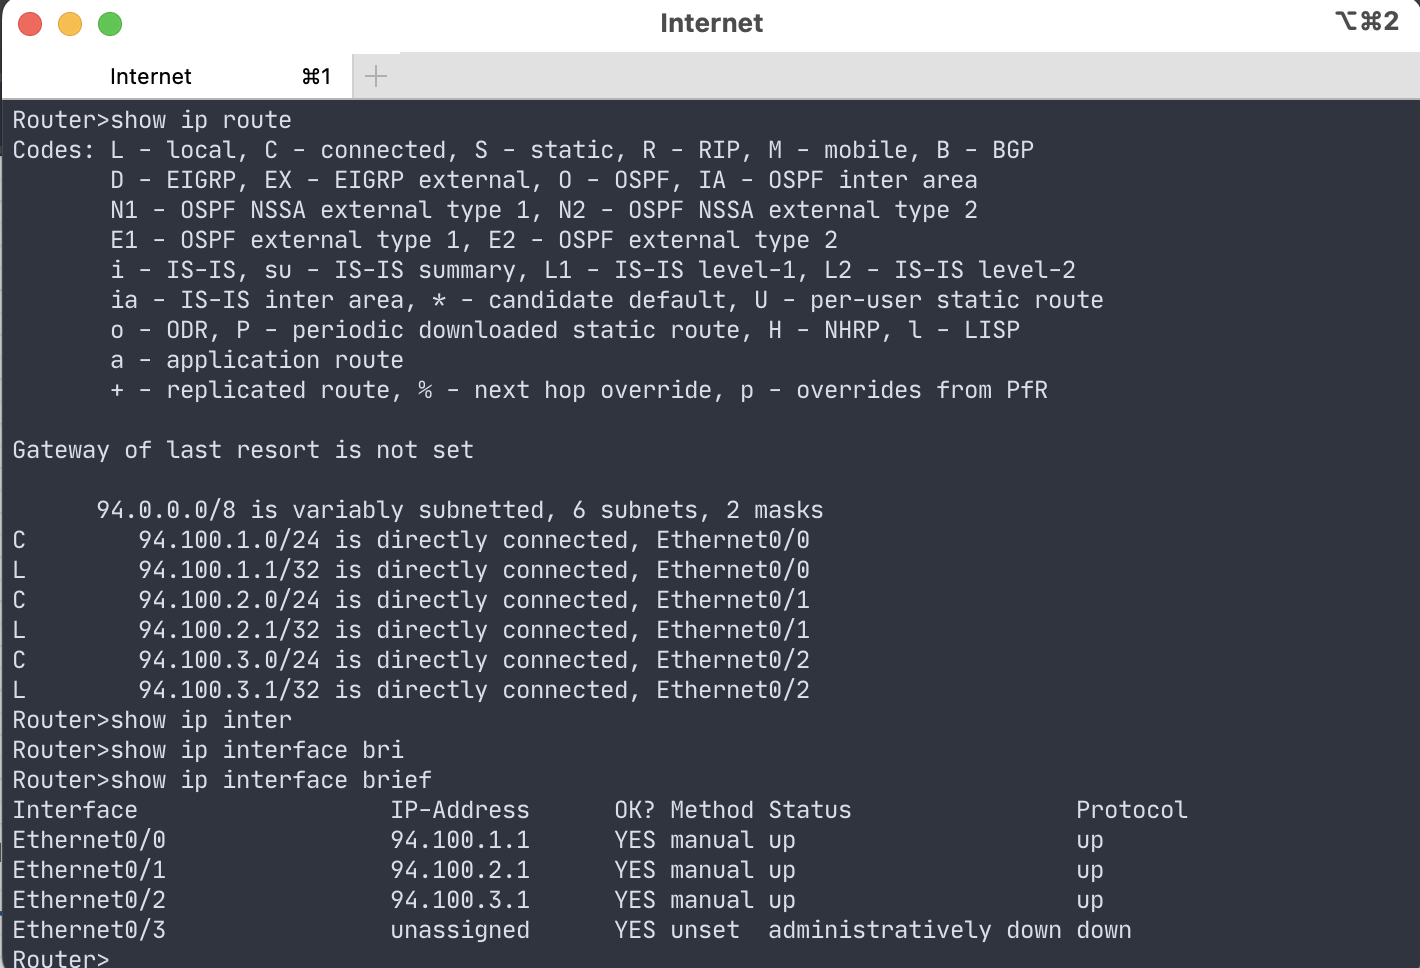 Internet
⌥⌘2
Internet ⌘1 +
Router>show ip route
Codes: L - local, C - connected, S - static, R - RIP, M - mobile, B - BGP
       D - EIGRP, EX - EIGRP external, O - OSPF, IA - OSPF inter area
       N1 - OSPF NSSA external type 1, N2 - OSPF NSSA external type 2
       E1 - OSPF external type 1, E2 - OSPF external type 2
       i - IS-IS, su - IS-IS summary, L1 - IS-IS level-1, L2 - IS-IS level-2
       ia - IS-IS inter area, * - candidate default, U - per-user static route
       o - ODR, P - periodic downloaded static route, H - NHRP, l - LISP
       a - application route
       + - replicated route, % - next hop override, p - overrides from PfR
Gateway of last resort is not set
      94.0.0.0/8 is variably subnetted, 6 subnets, 2 masks
C        94.100.1.0/24 is directly connected, Ethernet0/0
L        94.100.1.1/32 is directly connected, Ethernet0/0
C        94.100.2.0/24 is directly connected, Ethernet0/1
L        94.100.2.1/32 is directly connected, Ethernet0/1
C        94.100.3.0/24 is directly connected, Ethernet0/2
L        94.100.3.1/32 is directly connected, Ethernet0/2
Router>show ip inter
Router>show ip interface bri
Router>show ip interface brief
Interface                  IP-Address      OK? Method Status                Protocol
Ethernet0/0                94.100.1.1      YES manual up                    up
Ethernet0/1                94.100.2.1      YES manual up                    up
Ethernet0/2                94.100.3.1      YES manual up                    up
Ethernet0/3                unassigned      YES unset  administratively down down
Router>